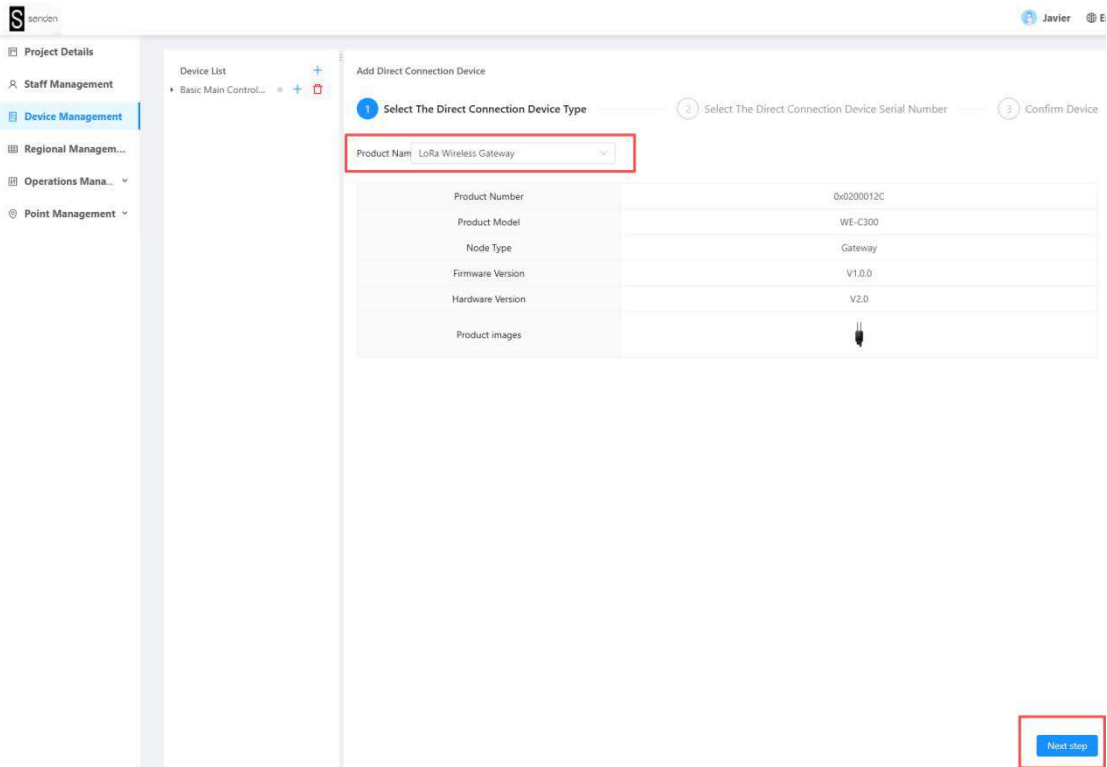 S senden
Javier
E
Project Details
Staff Management
Device Management
Regional Managem...
Operations Mana...
Point Management
Device List
Basic Main Control...
Add Direct Connection Device
1 Select The Direct Connection Device Type
2 Select The Direct Connection Device Serial Number
3 Confirm Device
Product Nam LoRa Wireless Gateway
Product Number 0x0200012C
Product Model WE-C300
Node Type Gateway
Firmware Version V1.0.0
Hardware Version V2.0
Product images
Next step